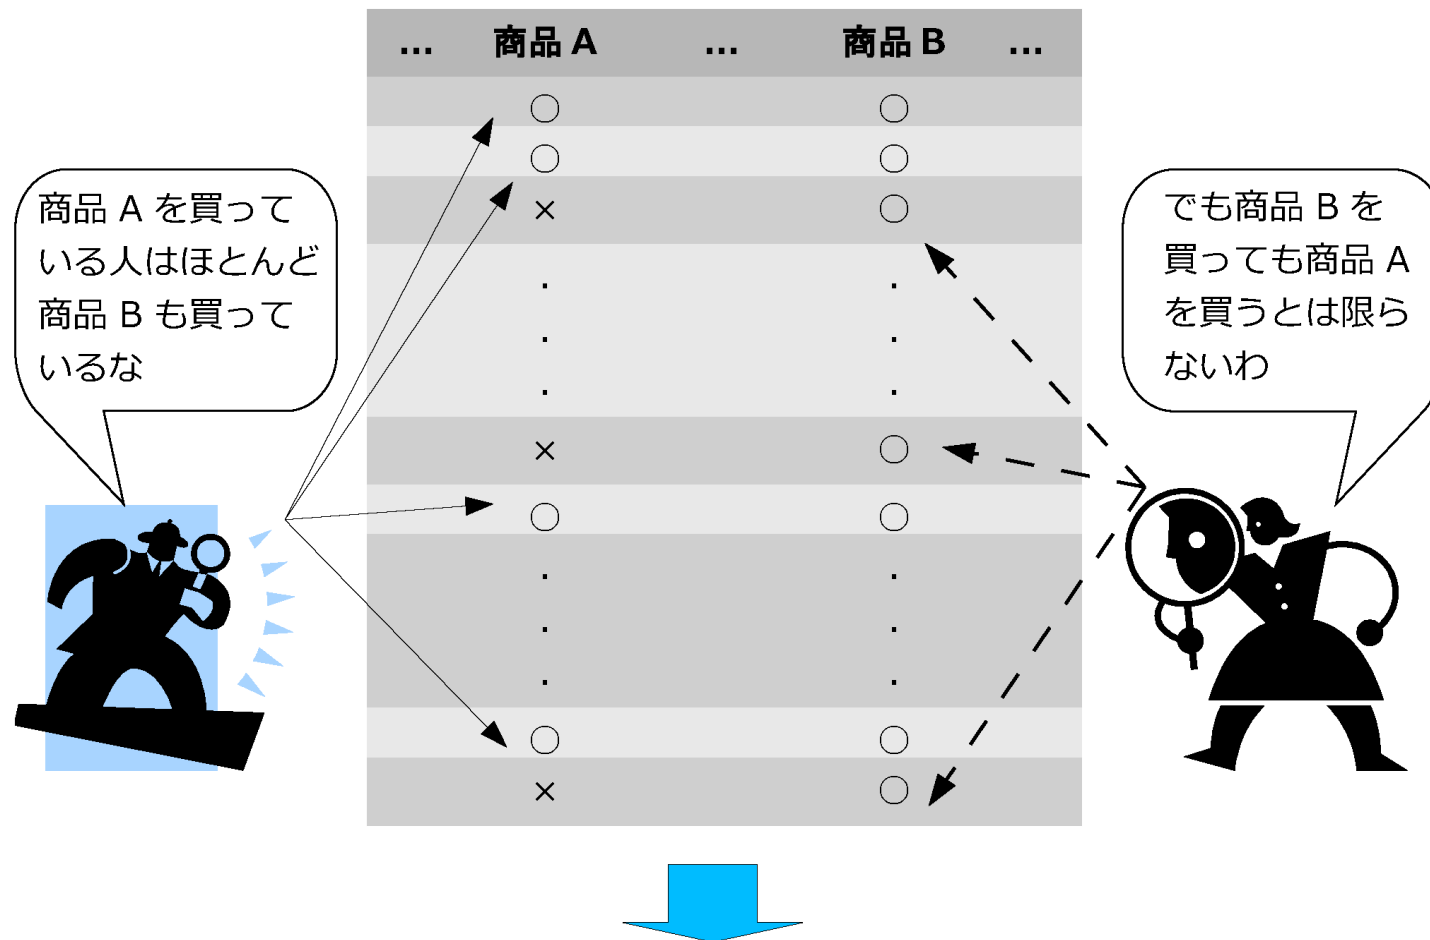 … 商品 A … 商品 B …
○ ○
○ ○
× ○
. .
. .
. .
× ○
○ ○
. .
. .
. .
○ ○
× ○
商品 A を買って
いる人はほとんど
商品 B も買って
いるな
でも商品 B を
買っても商品 A
を買うとは限ら
ないわ